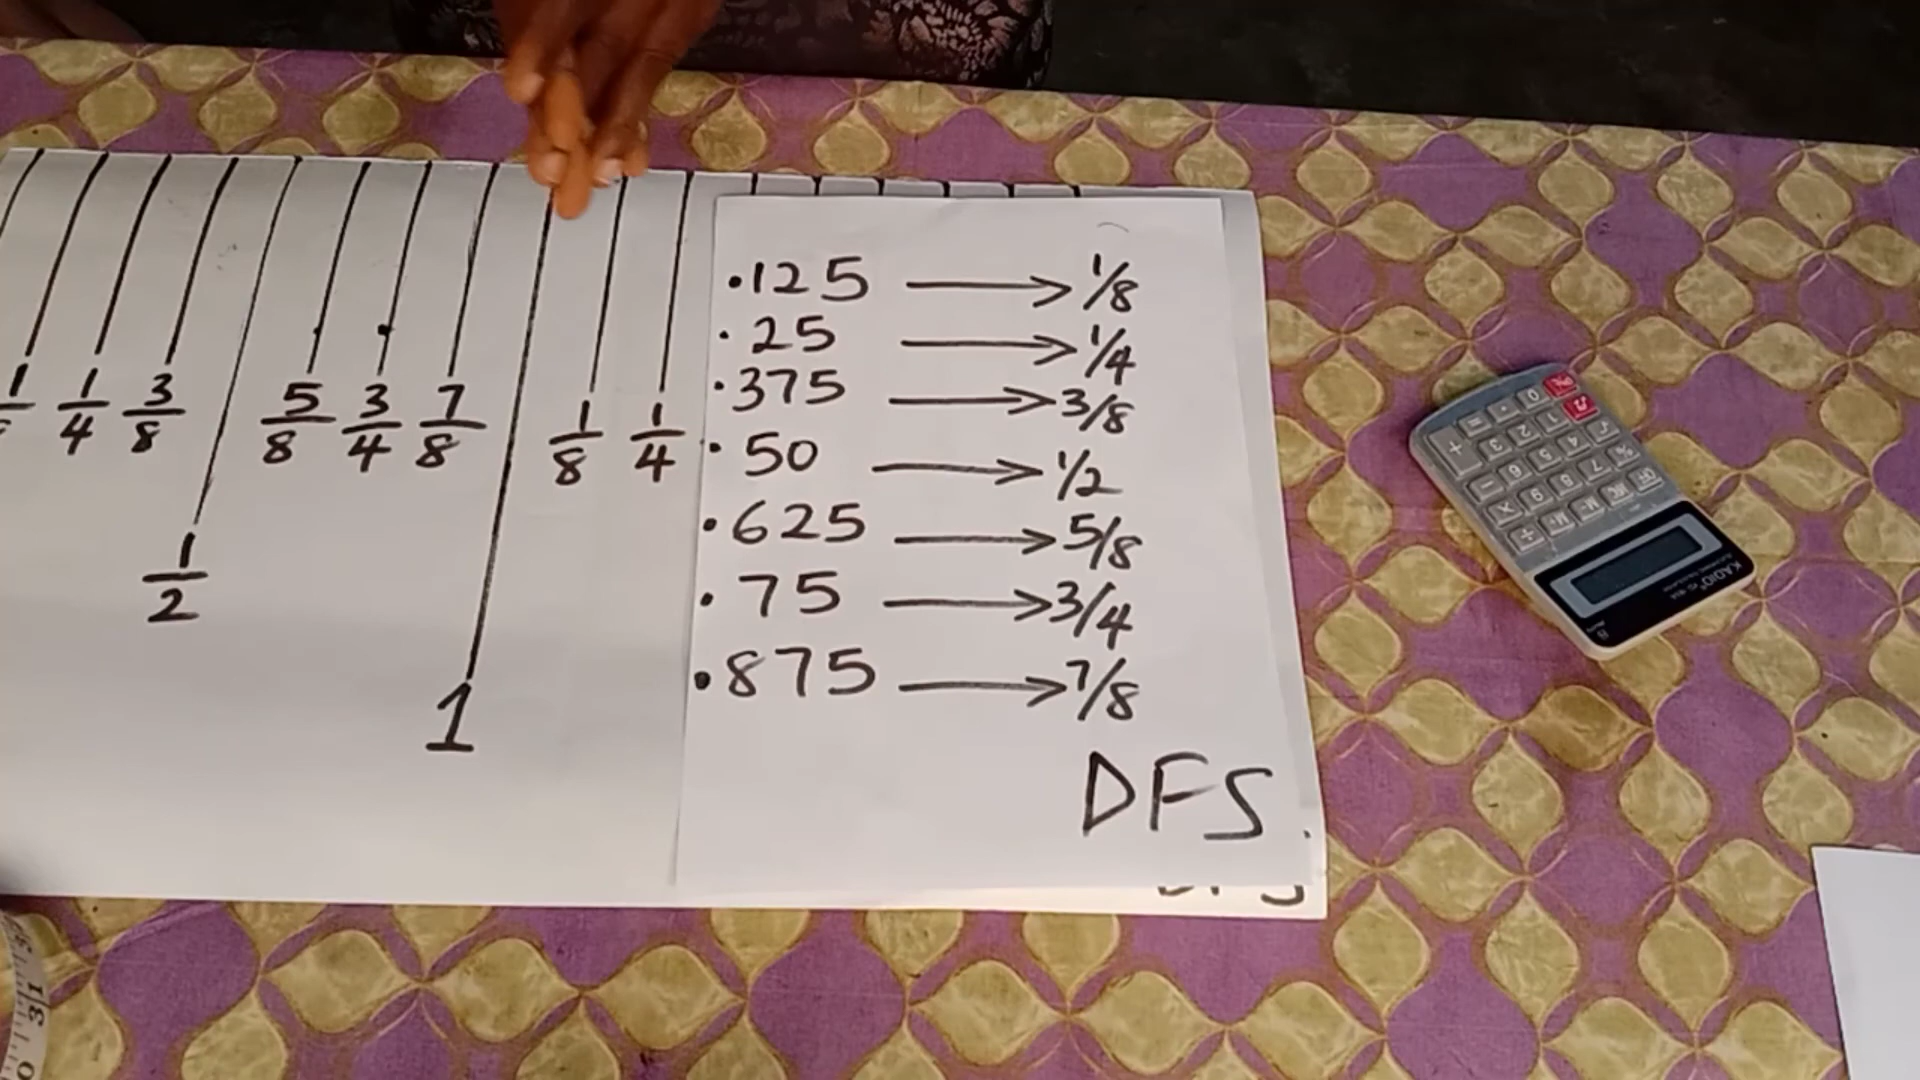 .125 → 1/8
.25 → 1/4
.375 → 3/8
.50 → 1/2
.625 → 5/8
.75 → 3/4
.875 → 7/8
DFS.
1/4 3/8 5/8 3/4 7/8 1/8 1/4
1/2
1
KADIO